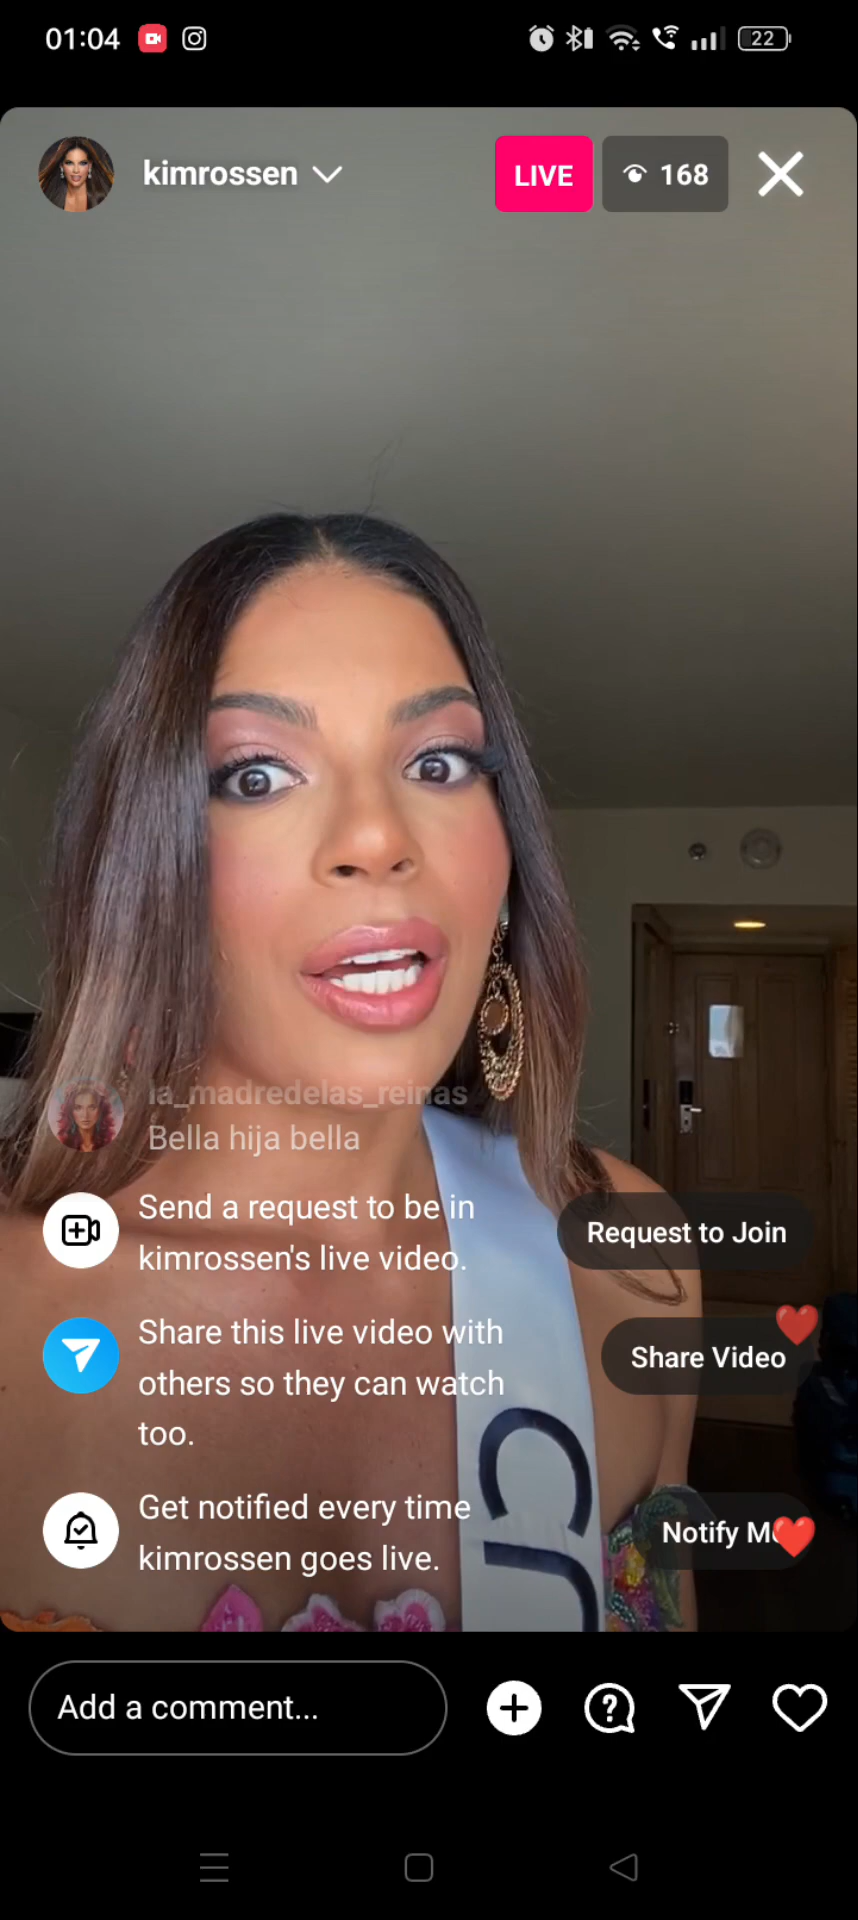 01:04
22
kimrossen
LIVE
168
la_madredelas_reinas
Bella hija bella
Send a request to be in
kimrossen's live video.
Request to Join
Share this live video with
others so they can watch
too.
Share Video
Get notified every time
kimrossen goes live.
Notify
Add a comment...